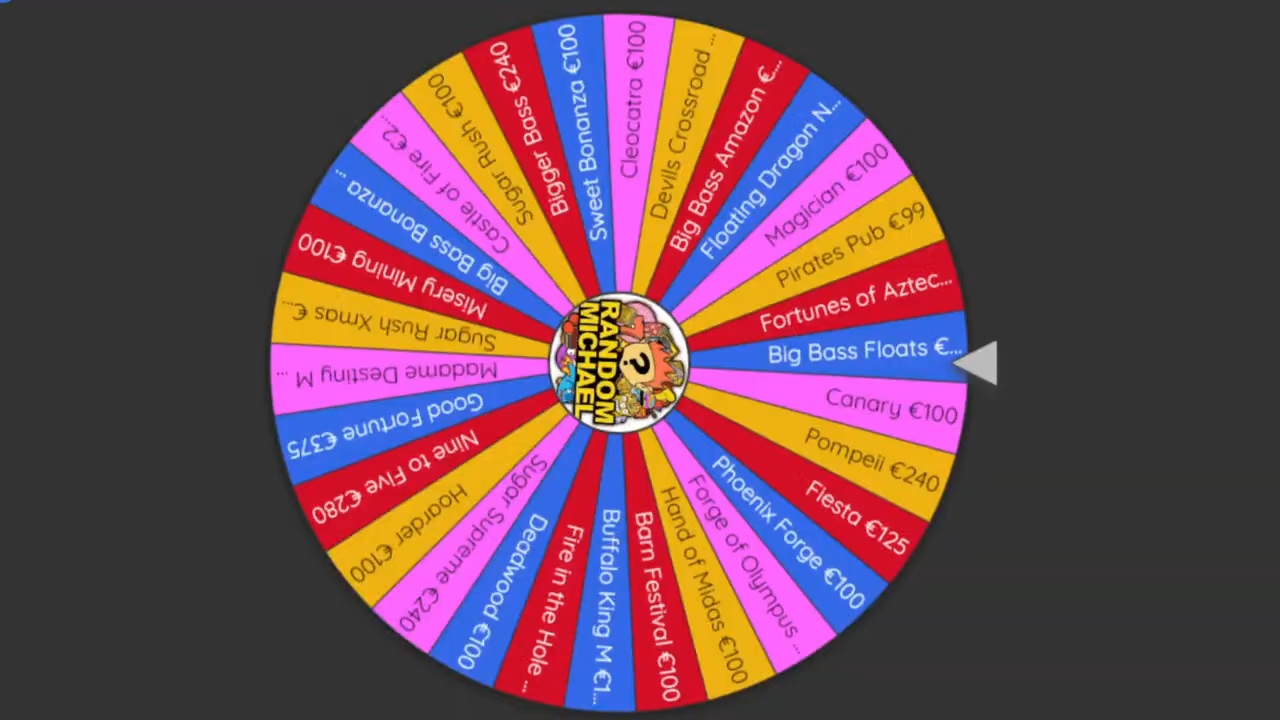 Cleocatra €100
Devils Crossroad ...
Big Bass Amazon €...
Floating Dragon N...
Magician €100
Pirates Pub €99
Fortunes of Aztec...
Big Bass Floats €...
Canary €100
Pompeii €240
Fiesta €125
Phoenix Forge €100
Forge of Olympus ...
Hand of Midas €100
Barn Festival €100
Buffalo King M €1...
Fire in the Hole ...
Deadwood €100
Sugar Supreme €240
Hoarder €100
Nine to Five €280
Good Fortune €375
Madame Destiny M ...
Sugar Rush Xmas €...
Misery Mining €100
Big Bass Bonanza ...
Castle of Fire €2...
Sugar Rush €100
Bigger Bass €240
Sweet Bonanza €100
RANDOM
MICHAEL
?